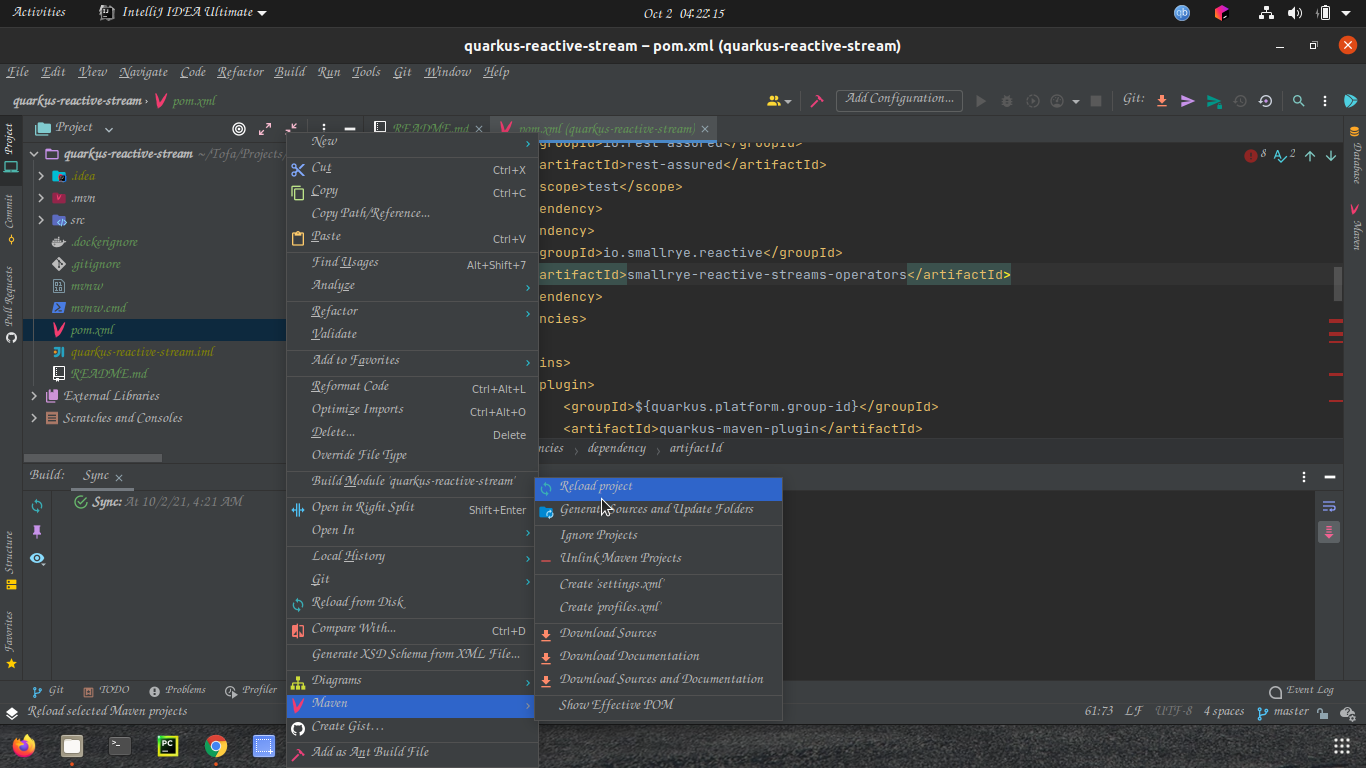 Activities
IntelliJ IDEA Ultimate
Oct 2 04:22:15
qb
quarkus-reactive-stream – pom.xml (quarkus-reactive-stream)
File Edit View Navigate Code Refactor Build Run Tools Git Window Help
quarkus-reactive-stream › pom.xml
Add Configuration...
Git:
Project
Project
README.md
pom.xml (quarkus-reactive-stream)
quarkus-reactive-stream ~/Tofa/Projects/
.idea
.mvn
src
.dockerignore
.gitignore
mvnw
mvnw.cmd
pom.xml
quarkus-reactive-stream.iml
README.md
External Libraries
Scratches and Consoles
Commit
Pull Requests
Structure
Favorites
New
Cut Ctrl+X
Copy Ctrl+C
Copy Path/Reference...
Paste Ctrl+V
Find Usages Alt+Shift+7
Analyze
Refactor
Validate
Add to Favorites
Reformat Code Ctrl+Alt+L
Optimize Imports Ctrl+Alt+O
Delete... Delete
Override File Type
Build Module 'quarkus-reactive-stream'
Open in Right Split Shift+Enter
Open In
Local History
Git
Reload from Disk
Compare With... Ctrl+D
Generate XSD Schema from XML File...
Diagrams
Maven
Create Gist...
Add as Ant Build File
groupId>io.rest-assured</groupId>
artifactId>rest-assured</artifactId>
scope>test</scope>
endency>
endency>
groupId>io.smallrye.reactive</groupId>
artifactId>smallrye-reactive-streams-operators</artifactId>
endency>
ncies>
ins>
plugin>
<groupId>${quarkus.platform.group-id}</groupId>
<artifactId>quarkus-maven-plugin</artifactId>
8 2
Database
Maven
ncies › dependency › artifactId
Build: Sync
Sync: At 10/2/21, 4:21 AM
Reload project
Generate Sources and Update Folders
Ignore Projects
Unlink Maven Projects
Create 'settings.xml'
Create 'profiles.xml'
Download Sources
Download Documentation
Download Sources and Documentation
Show Effective POM
Git TODO Problems Profiler
Event Log
Reload selected Maven projects
61:73 LF UTF-8 4 spaces master
PC